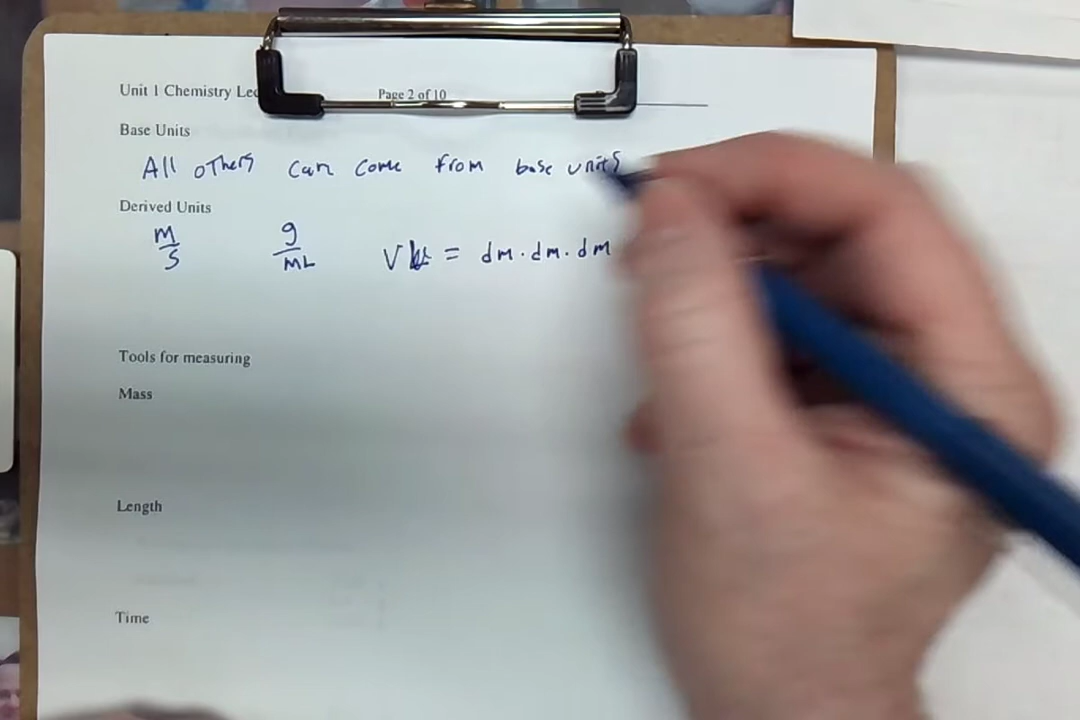 Unit 1 Chemistry Lec Page 2 of 10
Base Units
All others can come from base units
Derived Units
m/s g/mL V = dm·dm·dm
Tools for measuring
Mass
Length
Time